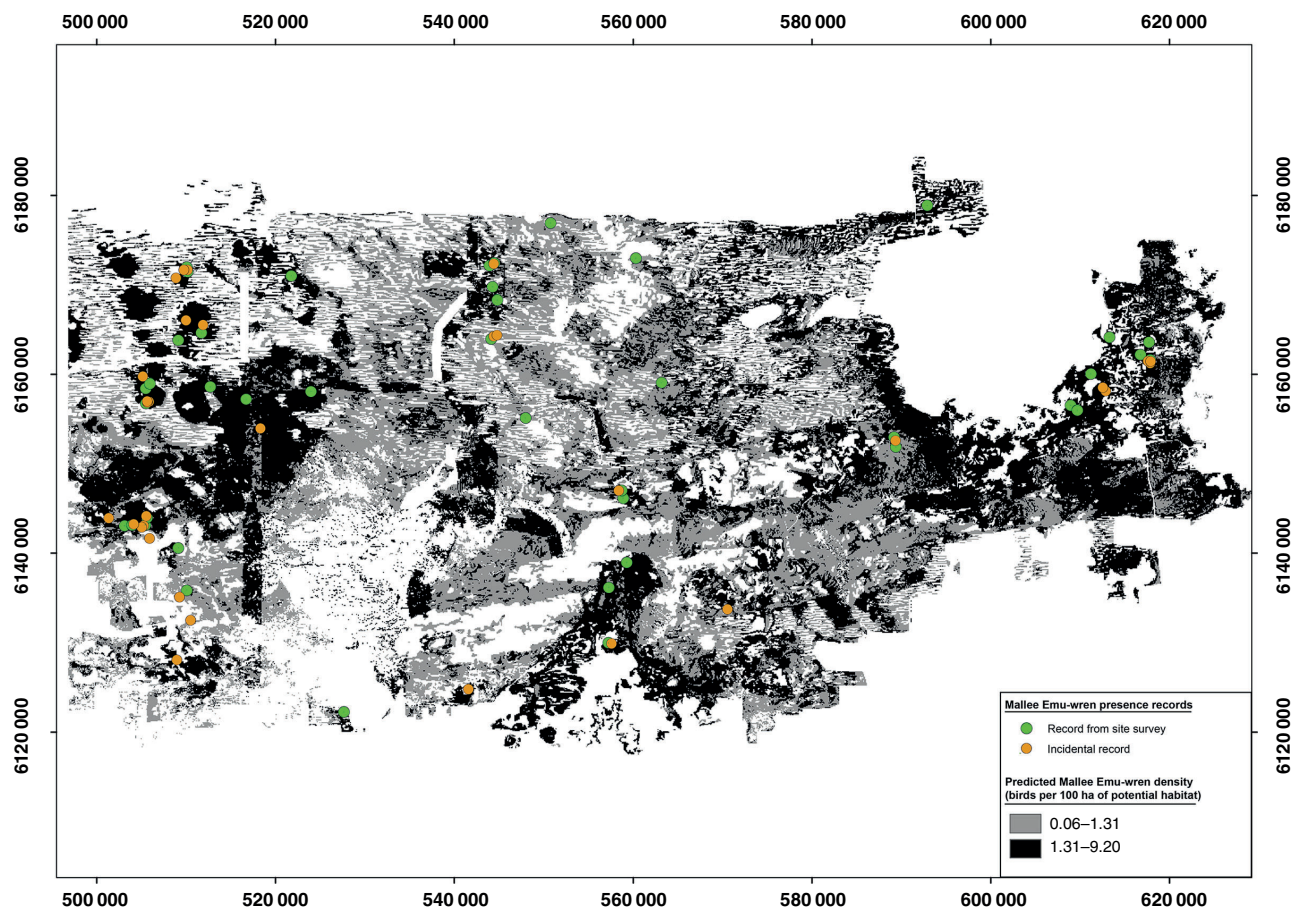 500 000 520 000 540 000 560 000 580 000 600 000 620 000
6180 000 6180 000
6160 000 6160 000
6140 000 6140 000
6120 000 6120 000
Mallee Emu-wren presence records
Record from site survey
Incidental record
Predicted Mallee Emu-wren density
(birds per 100 ha of potential habitat)
0.06–1.31
1.31–9.20
500 000 520 000 540 000 560 000 580 000 600 000 620 000